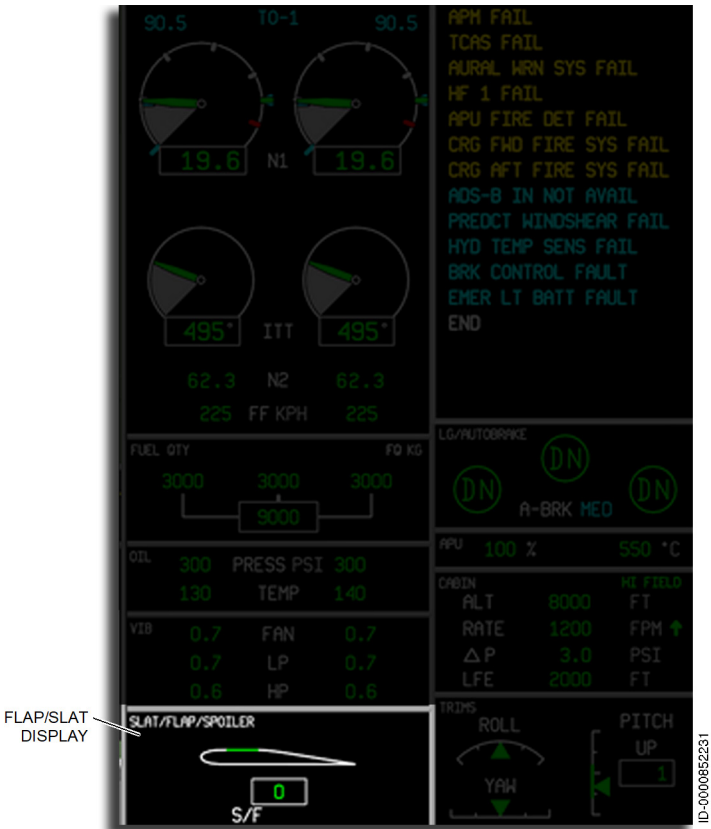 90.5 TO-1 90.5
19.6 N1 19.6
495° ITT 495°
62.3 N2 62.3
225 FF KPH 225
FUEL QTY FQ KG
3000 3000 3000
9000
OIL 300 PRESS PSI 300
130 TEMP 140
VIB 0.7 FAN 0.7
0.7 LP 0.7
0.6 HP 0.6
SLAT/FLAP/SPOILER
0
S/F
APM FAIL
TCAS FAIL
AURAL WRN SYS FAIL
HF 1 FAIL
APU FIRE DET FAIL
CRG FWD FIRE SYS FAIL
CRG AFT FIRE SYS FAIL
ADS-B IN NOT AVAIL
PREDCT WINDSHEAR FAIL
HYD TEMP SENS FAIL
BRK CONTROL FAULT
EMER LT BATT FAULT
END
LG/AUTOBRAKE
DN
DN DN
A-BRK MED
APU 100 % 550 °C
CABIN HI FIELD
ALT 8000 FT
RATE 1200 FPM ↑
Δ P 3.0 PSI
LFE 2000 FT
TRIMS
ROLL PITCH
UP
1
YAW
FLAP/SLAT
DISPLAY
ID-0000852231